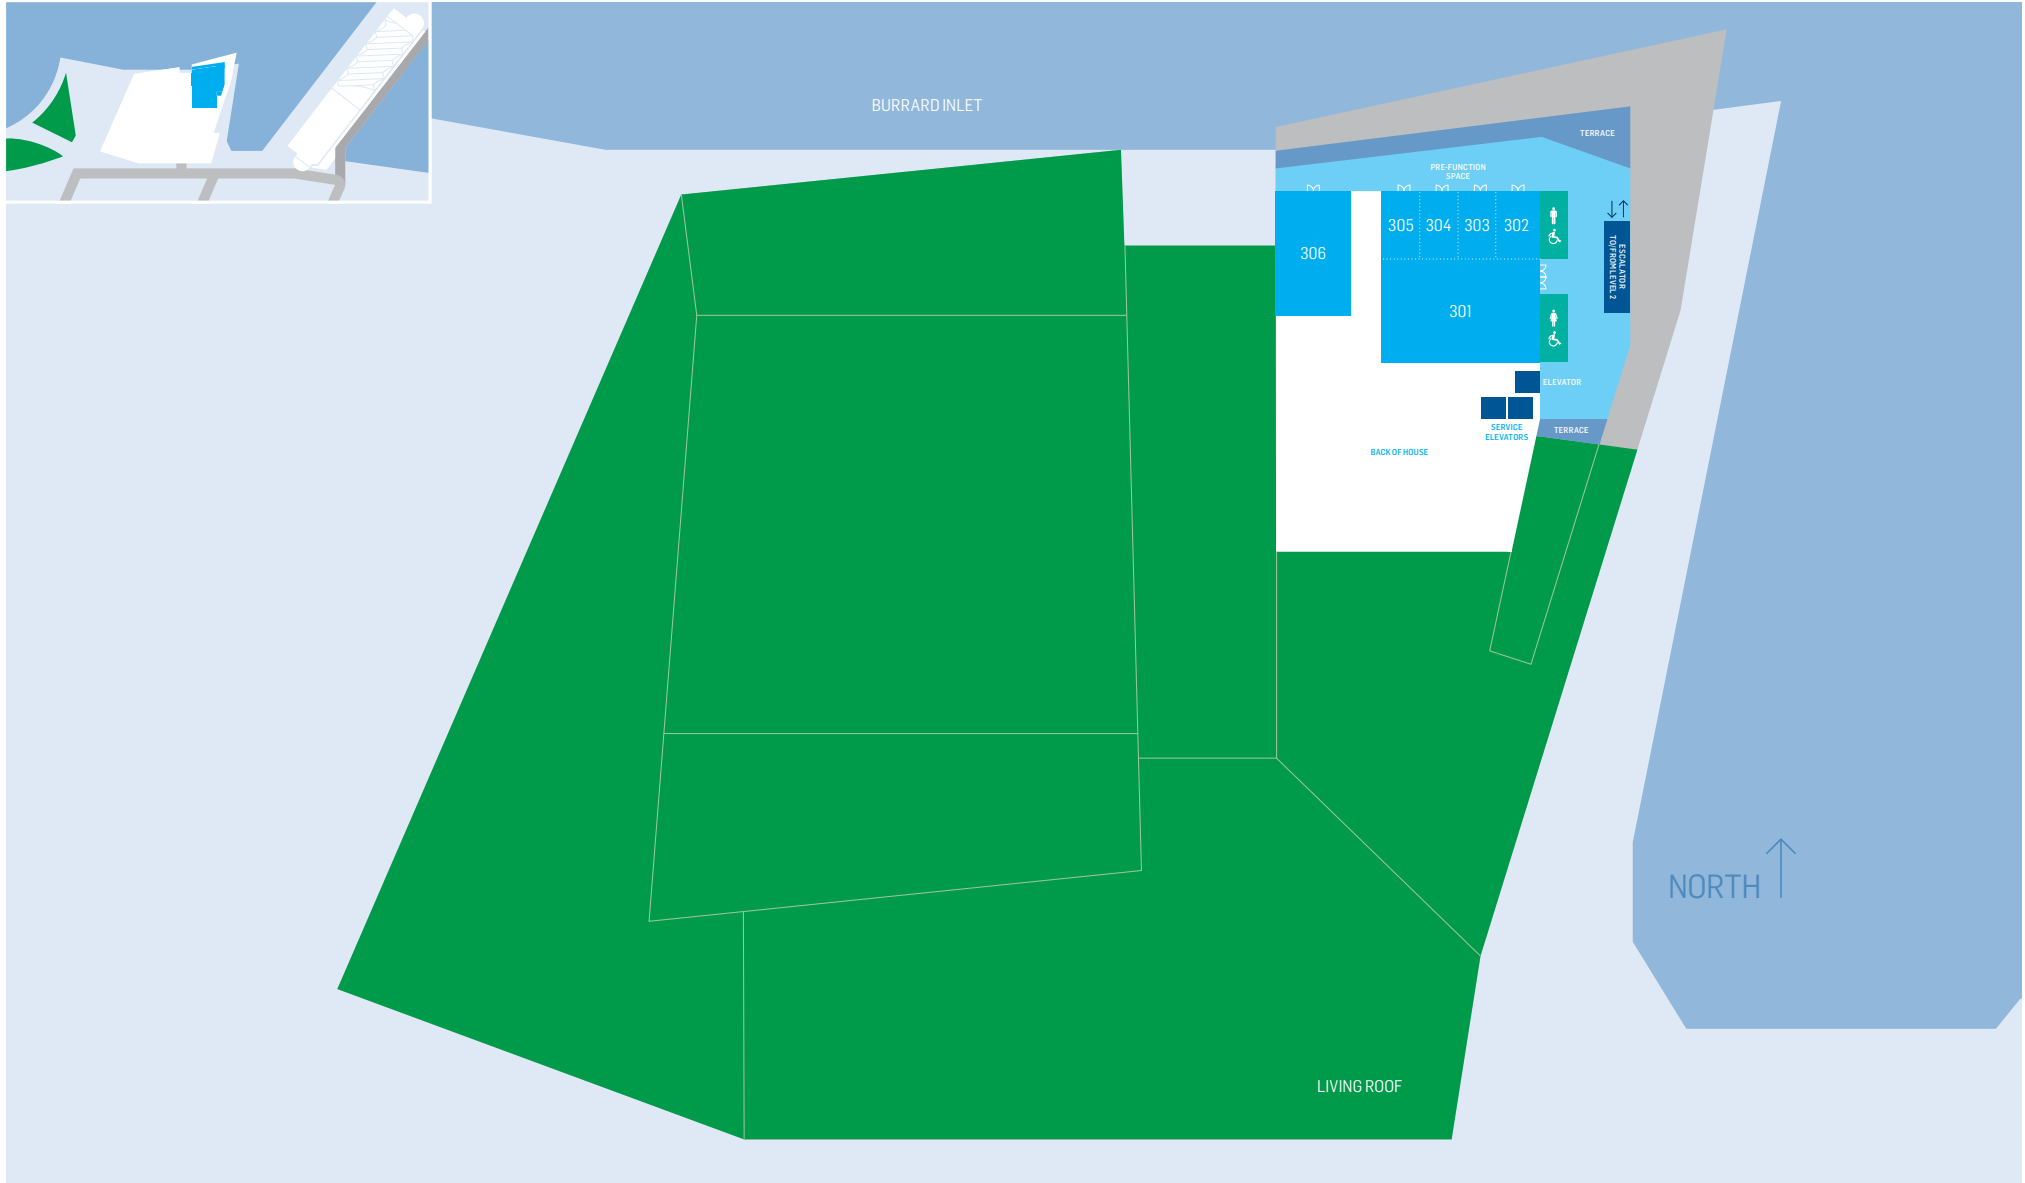 BURRARD INLET
TERRACE
PRE-FUNCTION
SPACE
305 304 303 302
306
ESCALATOR
TO/FROM LEVEL 2
301
ELEVATOR
SERVICE
ELEVATORS
TERRACE
BACK OF HOUSE
NORTH
LIVING ROOF